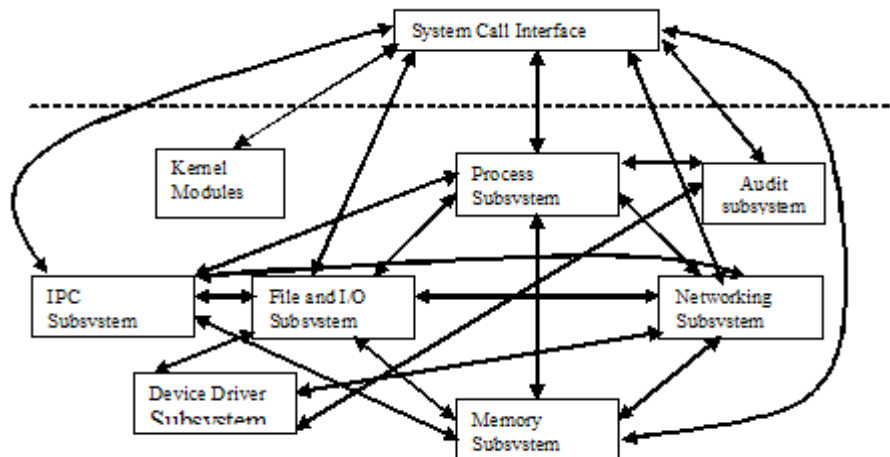 System Call Interface
Kernel
Modules
Process
Subsystem
Audit
subsystem
IPC
Subsystem
File and I/O
Subsystem
Networking
Subsystem
Device Driver
Subsystem
Memory
Subsystem